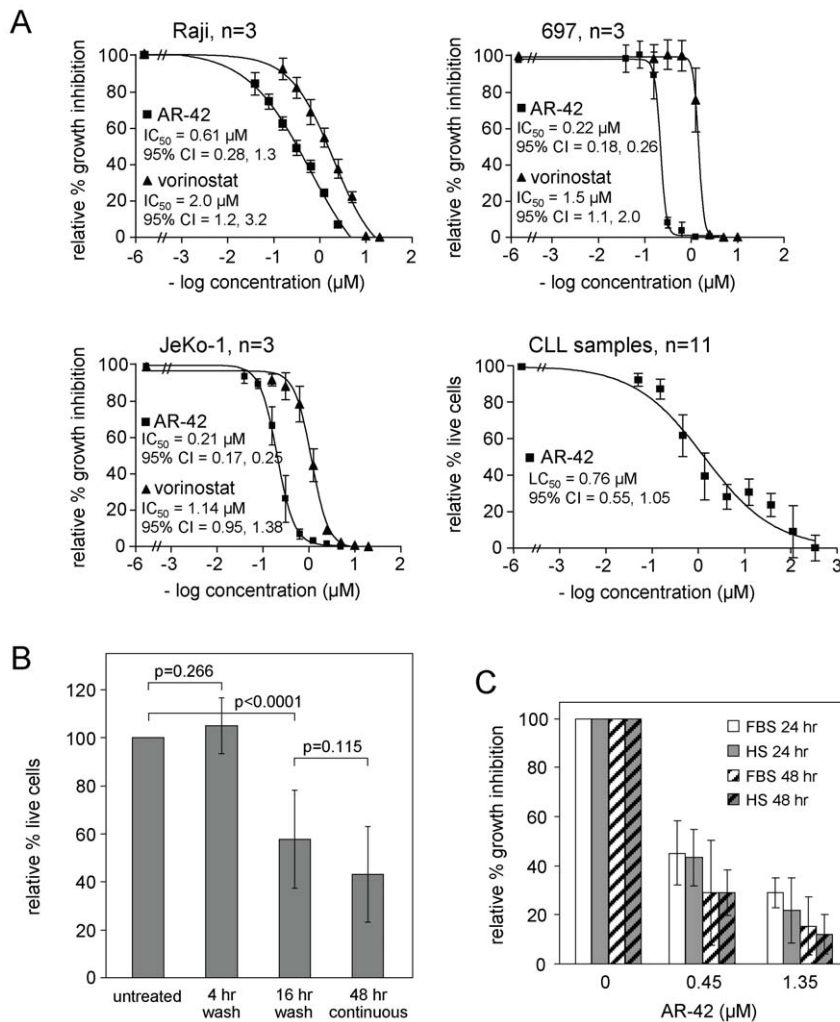 A
Raji, n=3
relative % growth inhibition
100
80
60
40
20
0
■ AR-42
IC50 = 0.61 µM
95% CI = 0.28, 1.3
▲ vorinostat
IC50 = 2.0 µM
95% CI = 1.2, 3.2
-6 -5 -4 -3 -2 -1 0 1 2
- log concentration (µM)
697, n=3
relative % growth inhibition
100
80
60
40
20
0
■ AR-42
IC50 = 0.22 µM
95% CI = 0.18, 0.26
▲ vorinostat
IC50 = 1.5 µM
95% CI = 1.1, 2.0
-6 -5 -4 -3 -2 -1 0 1 2
- log concentration (µM)
JeKo-1, n=3
relative % growth inhibition
100
80
60
40
20
0
■ AR-42
IC50 = 0.21 µM
95% CI = 0.17, 0.25
▲ vorinostat
IC50 = 1.14 µM
95% CI = 0.95, 1.38
-6 -5 -4 -3 -2 -1 0 1 2
- log concentration (µM)
CLL samples, n=11
relative % live cells
100
80
60
40
20
0
■ AR-42
LC50 = 0.76 µM
95% CI = 0.55, 1.05
-6 -5 -4 -3 -2 -1 0 1 2 3
- log concentration (µM)
B
relative % live cells
120
100
80
60
40
20
0
p=0.266
p<0.0001
p=0.115
untreated
4 hr
wash
16 hr
wash
48 hr
continuous
C
relative % growth inhibition
100
80
60
40
20
0
FBS 24 hr
HS 24 hr
FBS 48 hr
HS 48 hr
0 0.45 1.35
AR-42 (µM)